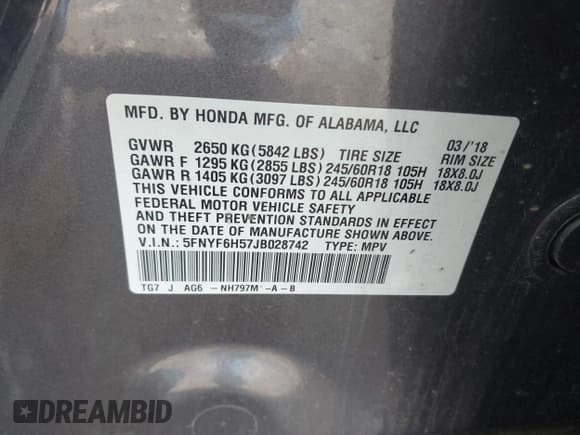 MFD. BY HONDA MFG. OF ALABAMA, LLC
GVWR 2650 KG(5842 LBS) TIRE SIZE 03/'18 RIM SIZE
GAWR F 1295 KG(2855 LBS)245/60R18 105H 18X8.0J
GAWR R 1405 KG(3097 LBS)245/60R18 105H 18X8.0J
THIS VEHICLE CONFORMS TO ALL APPLICABLE
FEDERAL MOTOR VEHICLE SAFETY
AND THEFT PREVENTION STANDARDS IN EFFECT
ON THE DATE OF MANUFACTURE SHOWN ABOVE.
V.I.N.: 5FNYF6H57JB028742 TYPE: MPV
TG7 J AG6 -NH797M -A-B
DREAMBID